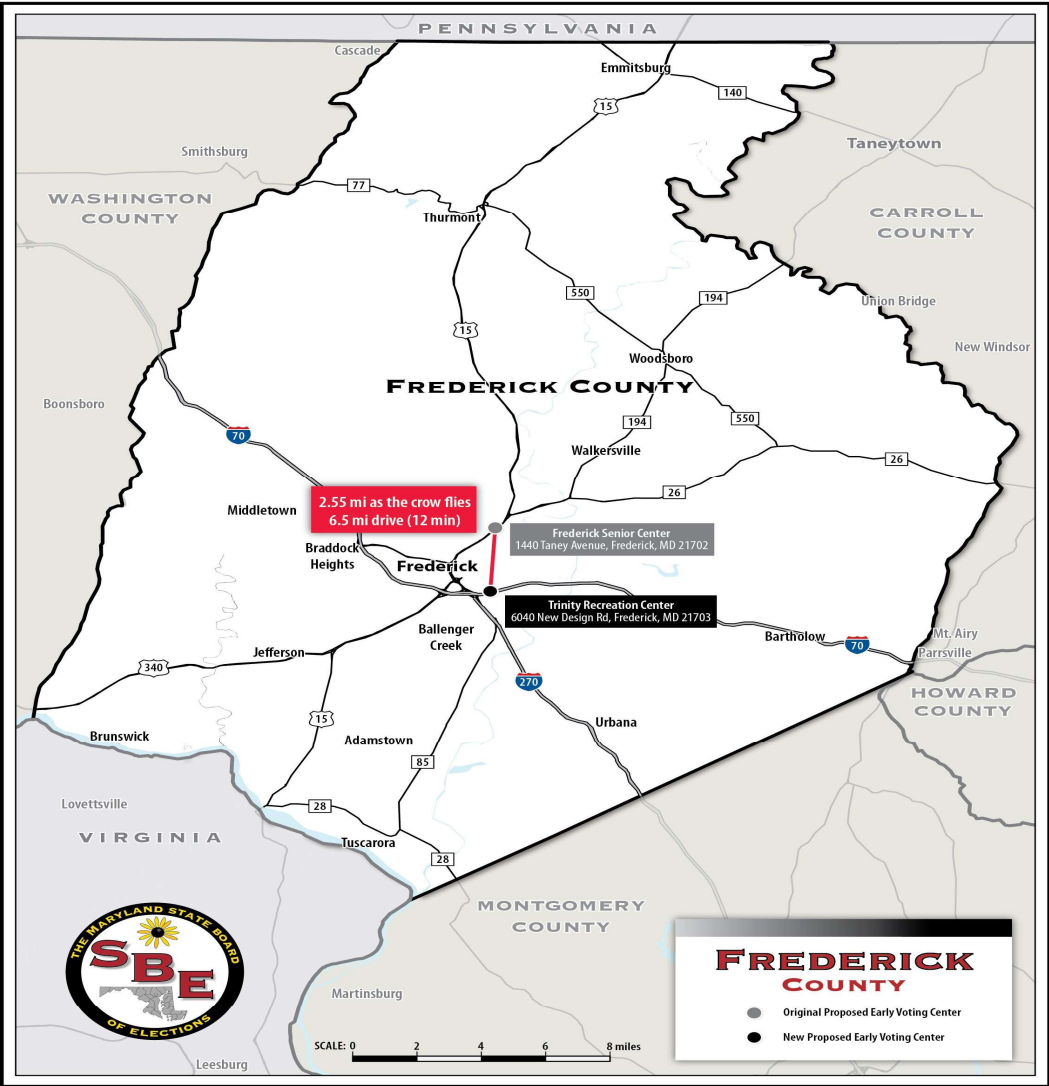 PENNSYLVANIA
Cascade
Emmitsburg
140
15
Taneytown
Smithsburg
77
WASHINGTON
COUNTY
Thurmont
CARROLL
COUNTY
550
194
Union Bridge
15
New Windsor
Woodsboro
FREDERICK COUNTY
Boonsboro
194
550
70
Walkersville
26
26
2.55 mi as the crow flies
6.5 mi drive (12 min)
Middletown
Frederick Senior Center
1440 Taney Avenue, Frederick, MD 21702
Braddock
Heights
Frederick
Trinity Recreation Center
6040 New Design Rd, Frederick, MD 21703
Ballenger
Creek
Bartholow
70
Mt. Airy
Parrsville
Jefferson
340
270
HOWARD
COUNTY
15
Urbana
Brunswick
Adamstown
85
Lovettsville
28
VIRGINIA
Tuscarora
28
MONTGOMERY
COUNTY
THE MARYLAND STATE BOARD
SBE
OF ELECTIONS
FREDERICK
COUNTY
Original Proposed Early Voting Center
New Proposed Early Voting Center
Martinsburg
SCALE: 0 2 4 6 8 miles
Leesburg